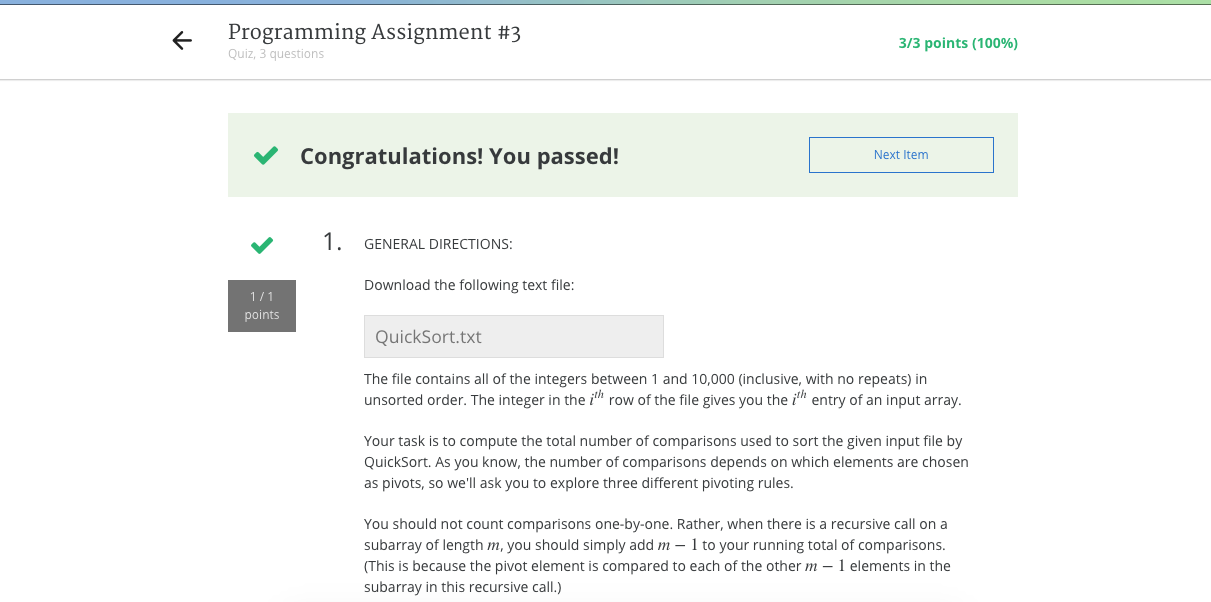 Programming Assignment #3
Quiz, 3 questions
3/3 points (100%)
Congratulations! You passed!
Next Item
1 / 1
points
1.
GENERAL DIRECTIONS:
Download the following text file:
QuickSort.txt
The file contains all of the integers between 1 and 10,000 (inclusive, with no repeats) in
unsorted order. The integer in the i^th row of the file gives you the i^th entry of an input array.
Your task is to compute the total number of comparisons used to sort the given input file by
QuickSort. As you know, the number of comparisons depends on which elements are chosen
as pivots, so we'll ask you to explore three different pivoting rules.
You should not count comparisons one-by-one. Rather, when there is a recursive call on a
subarray of length m, you should simply add m − 1 to your running total of comparisons.
(This is because the pivot element is compared to each of the other m − 1 elements in the
subarray in this recursive call.)